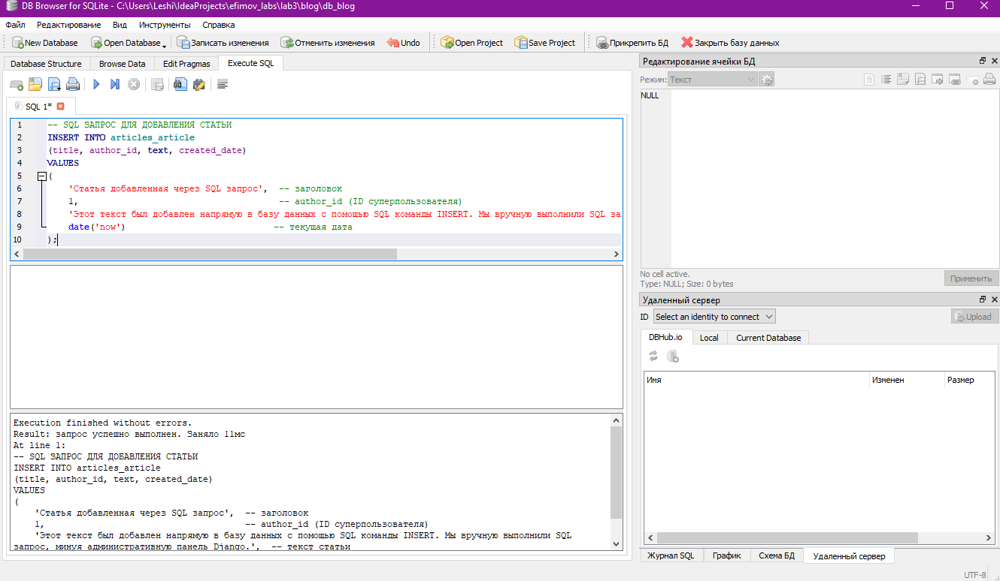 DB Browser for SQLite - C:\Users\Leshi\IdeaProjects\efimov_labs\lab3\blog\db_blog
Файл Редактирование Вид Инструменты Справка
New Database Open Database Записать изменения Отменить изменения Undo Open Project Save Project Прикрепить БД Закрыть базу данных
Database Structure Browse Data Edit Pragmas Execute SQL
SQL 1*
1 -- SQL ЗАПРОС ДЛЯ ДОБАВЛЕНИЯ СТАТЬИ
2 INSERT INTO articles_article
3 (title, author_id, text, created_date)
4 VALUES
5 (
6 'Статья добавленная через SQL запрос', -- заголовок
7 1, -- author_id (ID суперпользователя)
8 'Этот текст был добавлен напрямую в базу данных с помощью SQL команды INSERT. Мы вручную выполнили SQL за
9 date('now') -- текущая дата
10 );
Execution finished without errors.
Result: запрос успешно выполнен. Заняло 11мс
At line 1:
-- SQL ЗАПРОС ДЛЯ ДОБАВЛЕНИЯ СТАТЬИ
INSERT INTO articles_article
(title, author_id, text, created_date)
VALUES
(
'Статья добавленная через SQL запрос', -- заголовок
1, -- author_id (ID суперпользователя)
'Этот текст был добавлен напрямую в базу данных с помощью SQL команды INSERT. Мы вручную выполнили SQL
запрос, минуя административную панель Django.', -- текст статьи
Редактирование ячейки БД
Режим: Текст
NULL
No cell active.
Type: NULL; Size: 0 bytes
Применить
Удаленный сервер
ID Select an identity to connect Upload
DBHub.io Local Current Database
Имя Изменен Размер
Журнал SQL График Схема БД Удаленный сервер
UTF-8